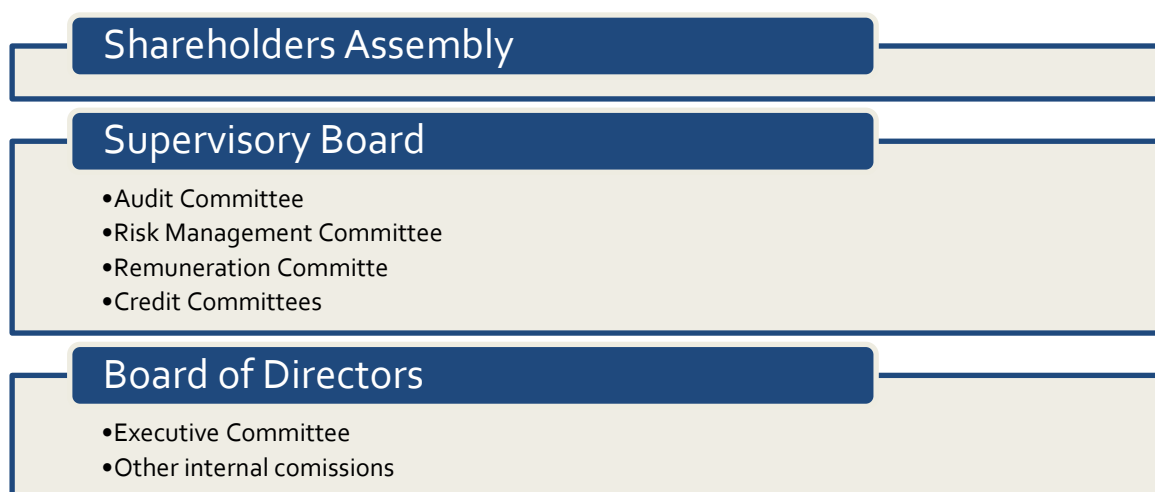 Shareholders Assembly
Supervisory Board
•Audit Committee
•Risk Management Committee
•Remuneration Committe
•Credit Committees
Board of Directors
•Executive Committee
•Other internal comissions